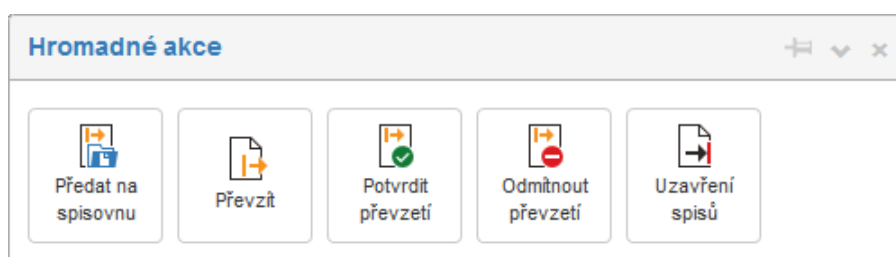 Hromadné akce
Předat na
spisovnu
Převzít
Potvrdit
převzetí
Odmítnout
převzetí
Uzavření
spisů